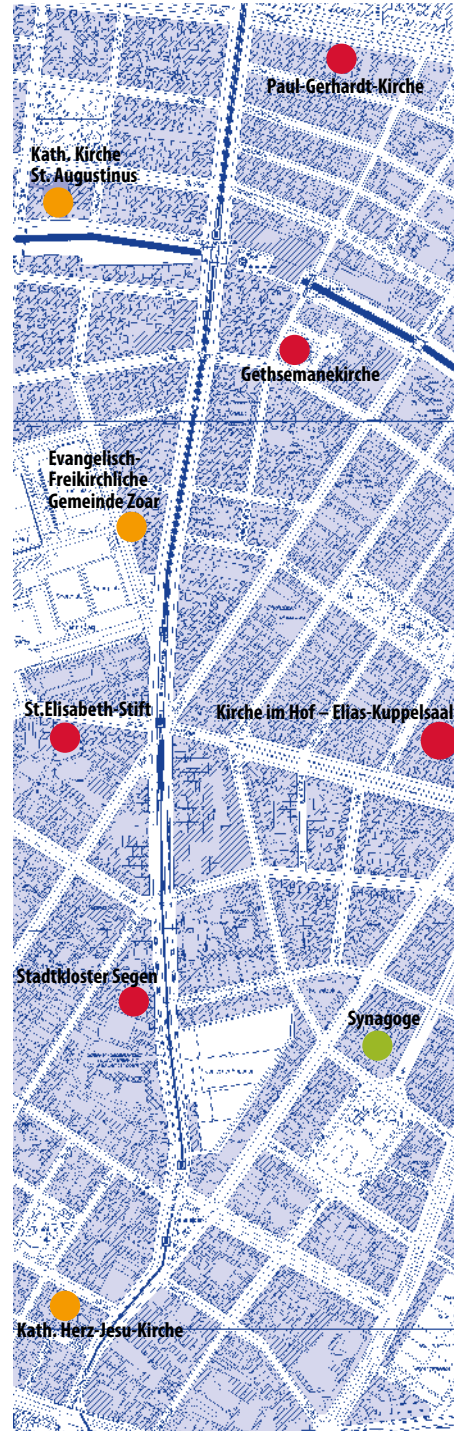 Paul-Gerhardt-Kirche
Kath. Kirche
St. Augustinus
Gethsemanekirche
Evangelisch-
Freikirchliche
Gemeinde Zoar
St.Elisabeth-Stift
Kirche im Hof – Elias-Kuppelsaal
Stadtkloster Segen
Synagoge
Kath. Herz-Jesu-Kirche